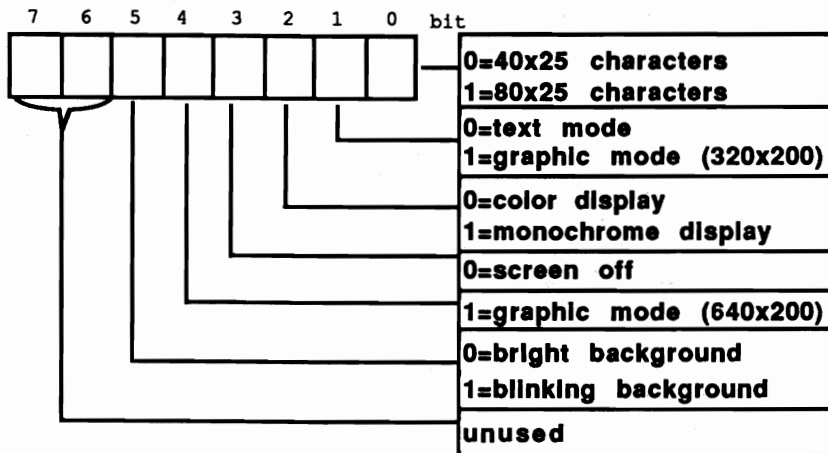 7 6 5 4 3 2 1 0 bit
0=40x25 characters
1=80x25 characters
0=text mode
1=graphic mode (320x200)
0=color display
1=monochrome display
0=screen off
1=graphic mode (640x200)
0=bright background
1=blinking background
unused